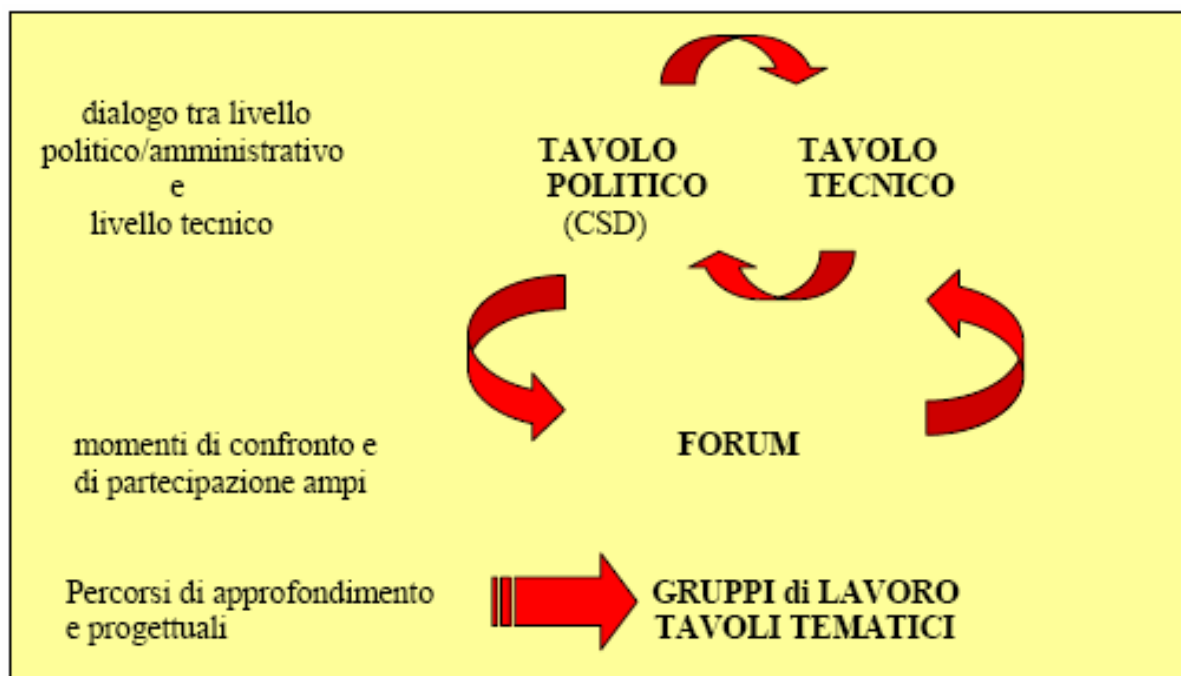 dialogo tra livello
politico/amministrativo
e
livello tecnico
TAVOLO
POLITICO
(CSD)
TAVOLO
TECNICO
momenti di confronto e
di partecipazione ampi
FORUM
Percorsi di approfondimento
e progettuali
GRUPPI di LAVORO
TAVOLI TEMATICI